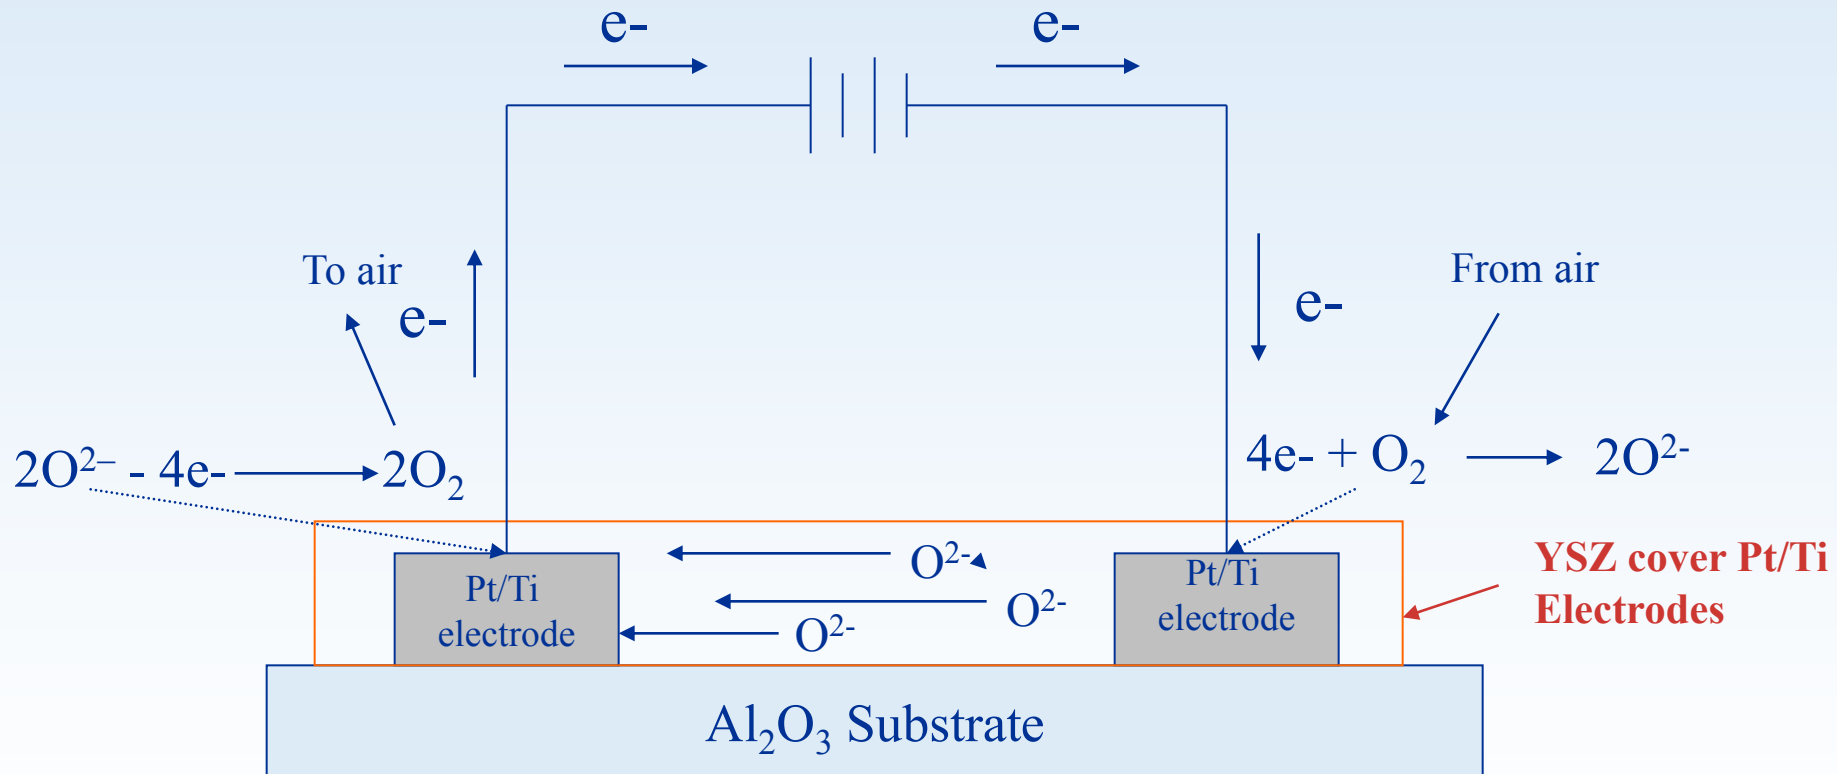 e-
e-
To air
e-
e-
From air
2O²⁻ - 4e- 2O₂
4e- + O₂ 2O²⁻
Pt/Ti
electrode
O²⁻
O²⁻
O²⁻
Pt/Ti
electrode
YSZ cover Pt/Ti
Electrodes
Al₂O₃ Substrate